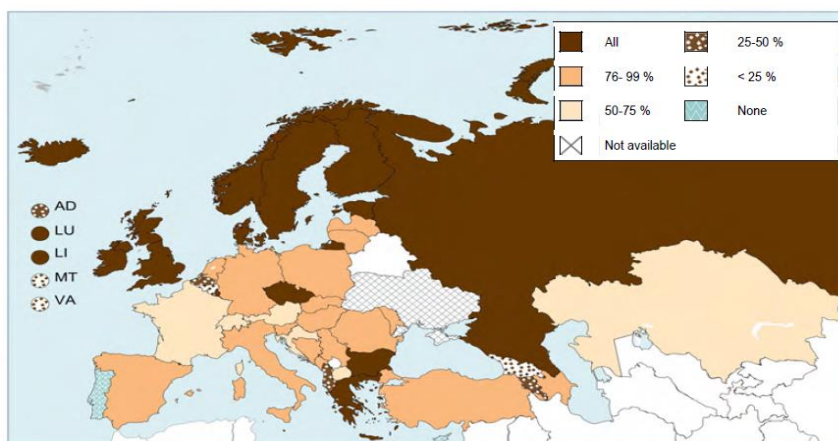 All
25-50 %
76- 99 %
< 25 %
50-75 %
None
Not available
AD
LU
LI
MT
VA